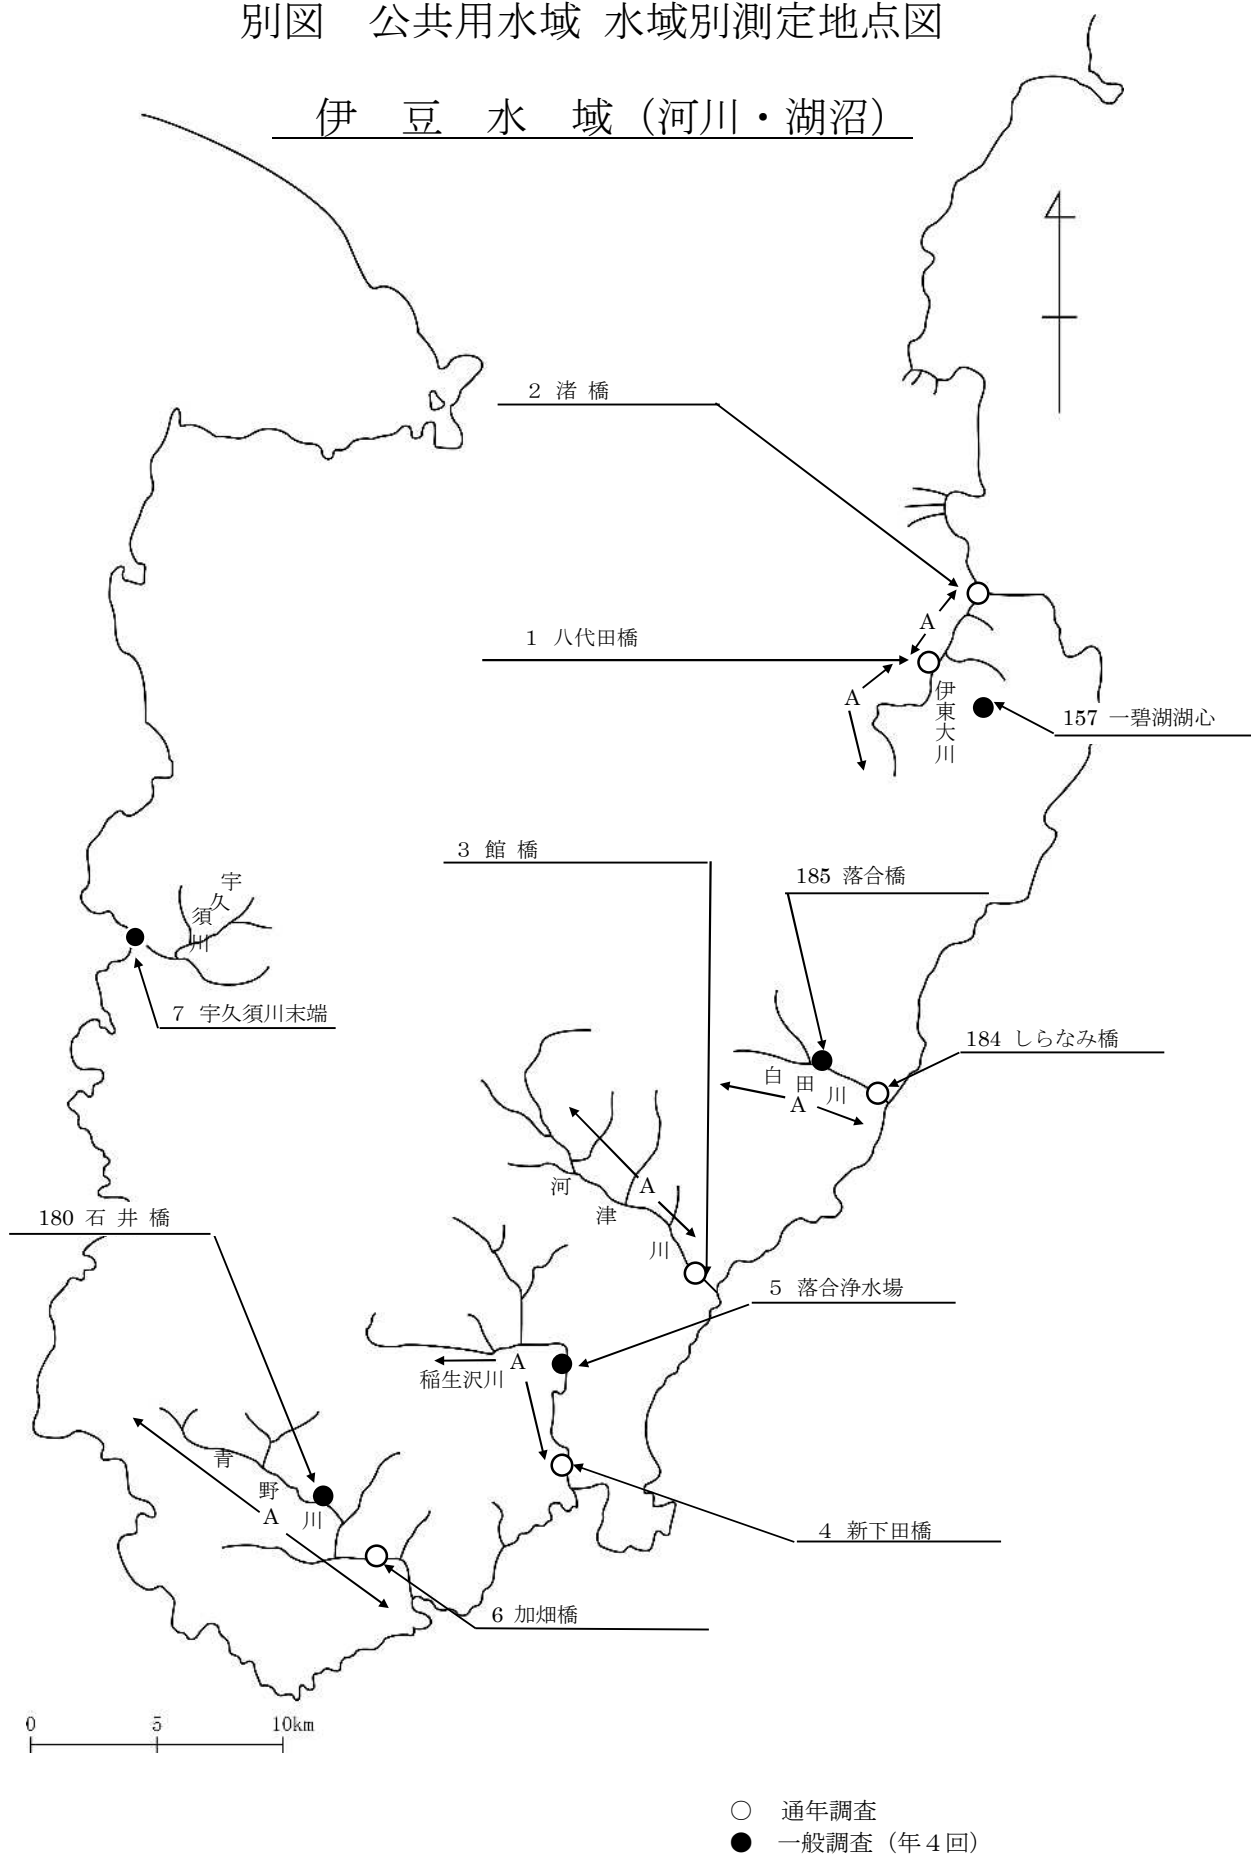 別図　公共用水域 水域別測定地点図
伊　豆　水　域（河川・湖沼）
2 渚 橋
A
1 八代田橋
A
伊東大川
157 一碧湖湖心
3 館 橋
185 落合橋
宇久須川
7 宇久須川末端
184 しらなみ橋
白田川
A
河津川
A
180 石 井 橋
5 落合浄水場
A
稲生沢川
青野川
A
4 新下田橋
6 加畑橋
0 5 10km
○ 通年調査
● 一般調査（年４回）